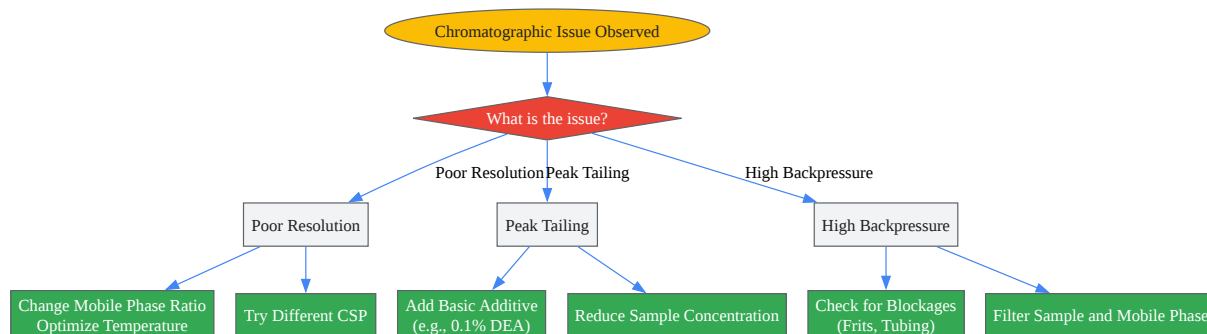 Chromatographic Issue Observed
What is the issue?
Poor Resolution
Peak Tailing
High Backpressure
Poor Resolution
Peak Tailing
High Backpressure
Change Mobile Phase Ratio
Optimize Temperature
Try Different CSP
Add Basic Additive
(e.g., 0.1% DEA)
Reduce Sample Concentration
Check for Blockages
(Frits, Tubing)
Filter Sample and Mobile Phase